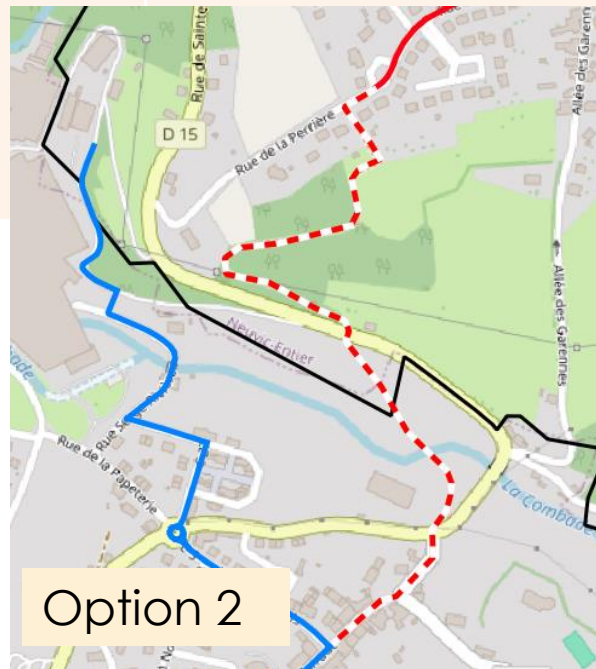 Rue de Sainte
D 15
Rue de la Perrière
Allée des Garennes
Allée des Garennes
Neuvic-Entier
Rue de la Papeterie
La Combade
Option 2